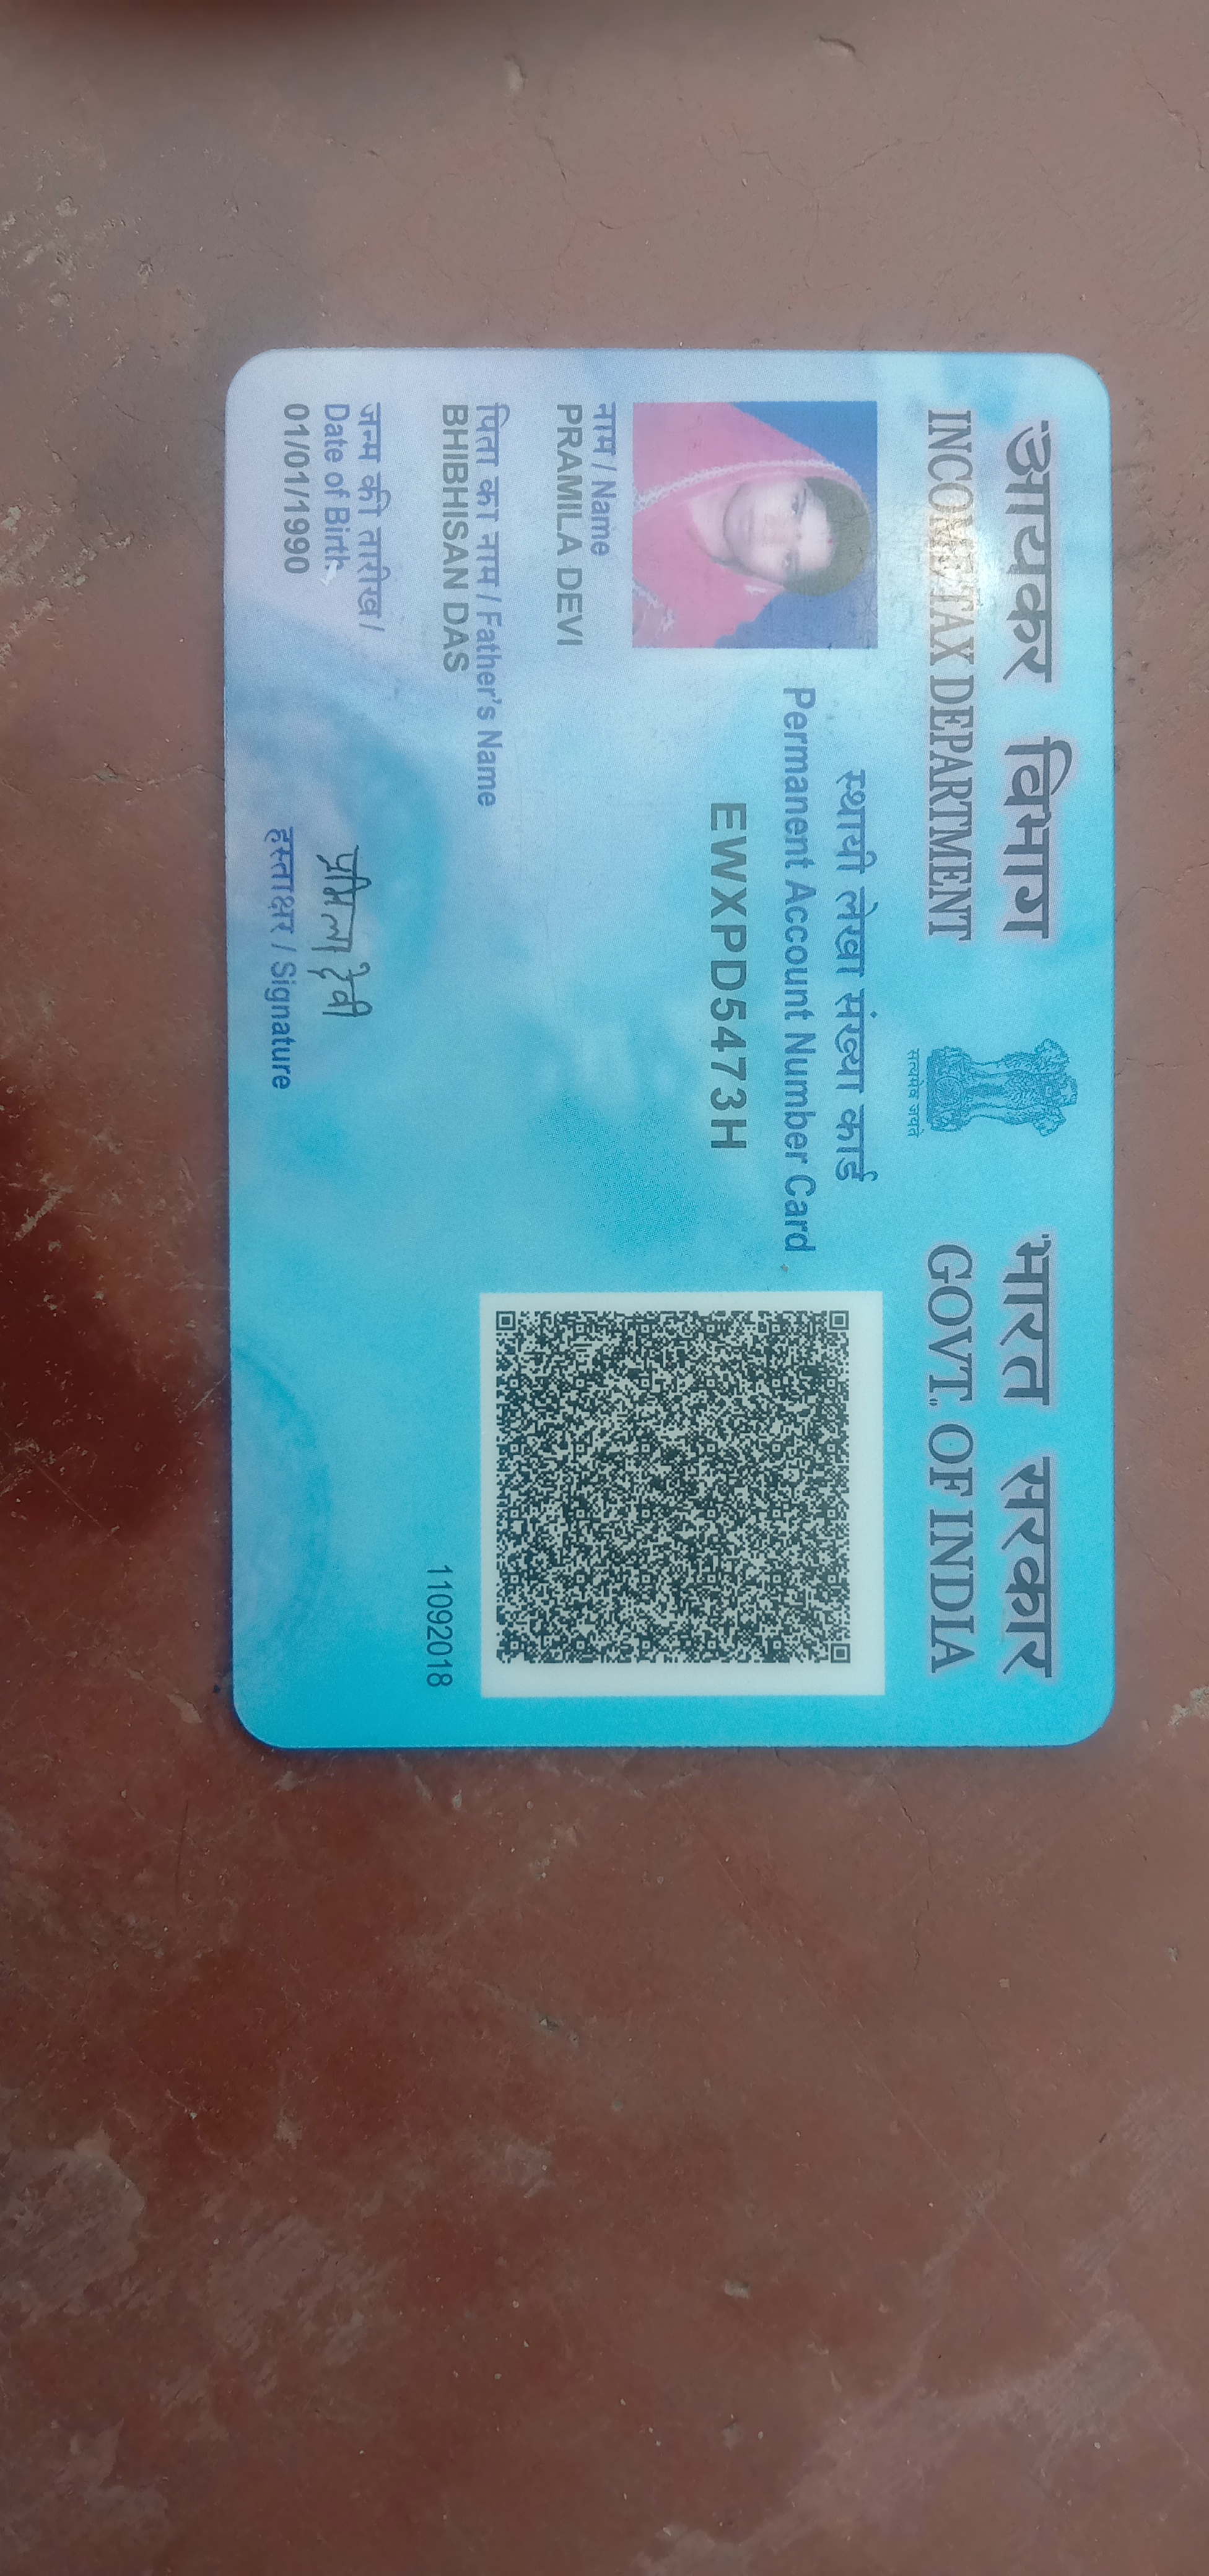 आयकर विभाग
INCOME TAX DEPARTMENT
सत्यमेव जयते
भारत सरकार
GOVT. OF INDIA
स्थायी लेखा संख्या कार्ड
Permanent Account Number Card
EWXPD5473H
नाम / Name
PRAMILA DEVI
पिता का नाम / Father's Name
BHIBHISAN DAS
जन्म की तारीख /
Date of Birth
01/01/1990
प्रमिला देवी
हस्ताक्षर / Signature
11092018